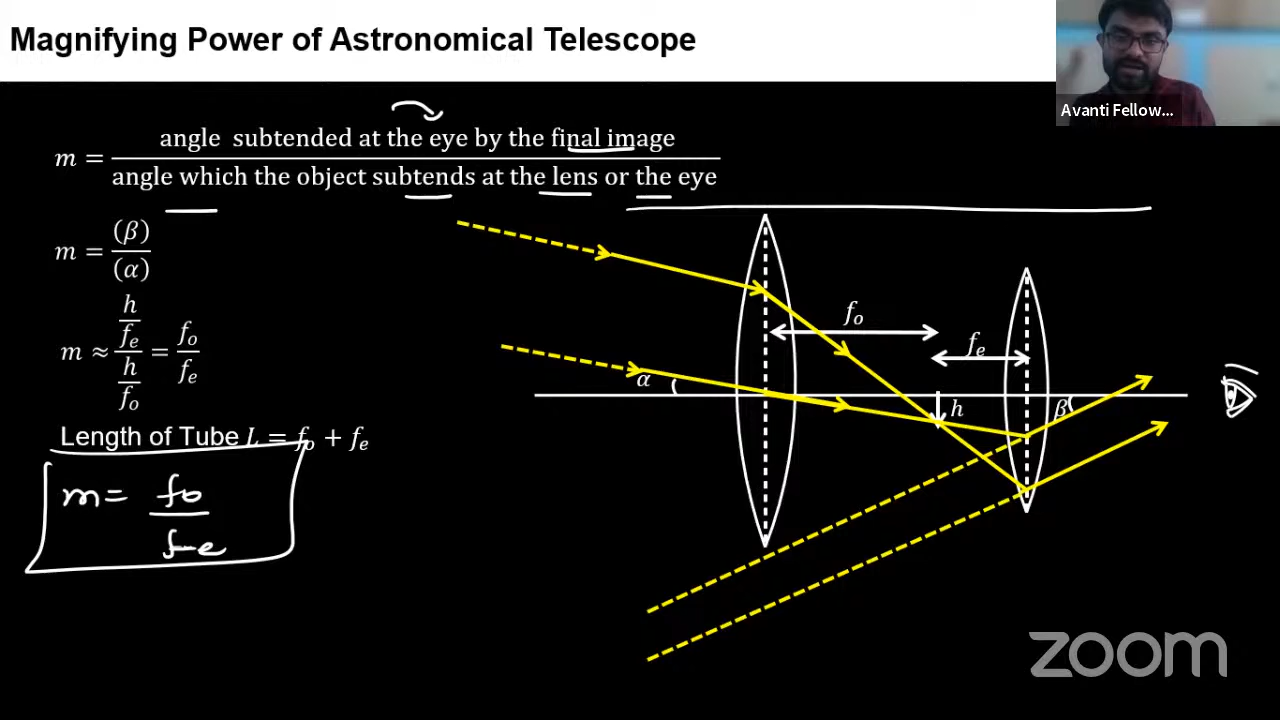 Magnifying Power of Astronomical Telescope
Avanti Fellow...
m = angle subtended at the eye by the final image / angle which the object subtends at the lens or the eye
m = (β) / (α)
m ≈ (h / fₑ) / (h / fₒ) = fₒ / fₑ
Length of Tube L = fₒ + fₑ
m = fo / fe
fₒ
fₑ
α
h
β
zoom